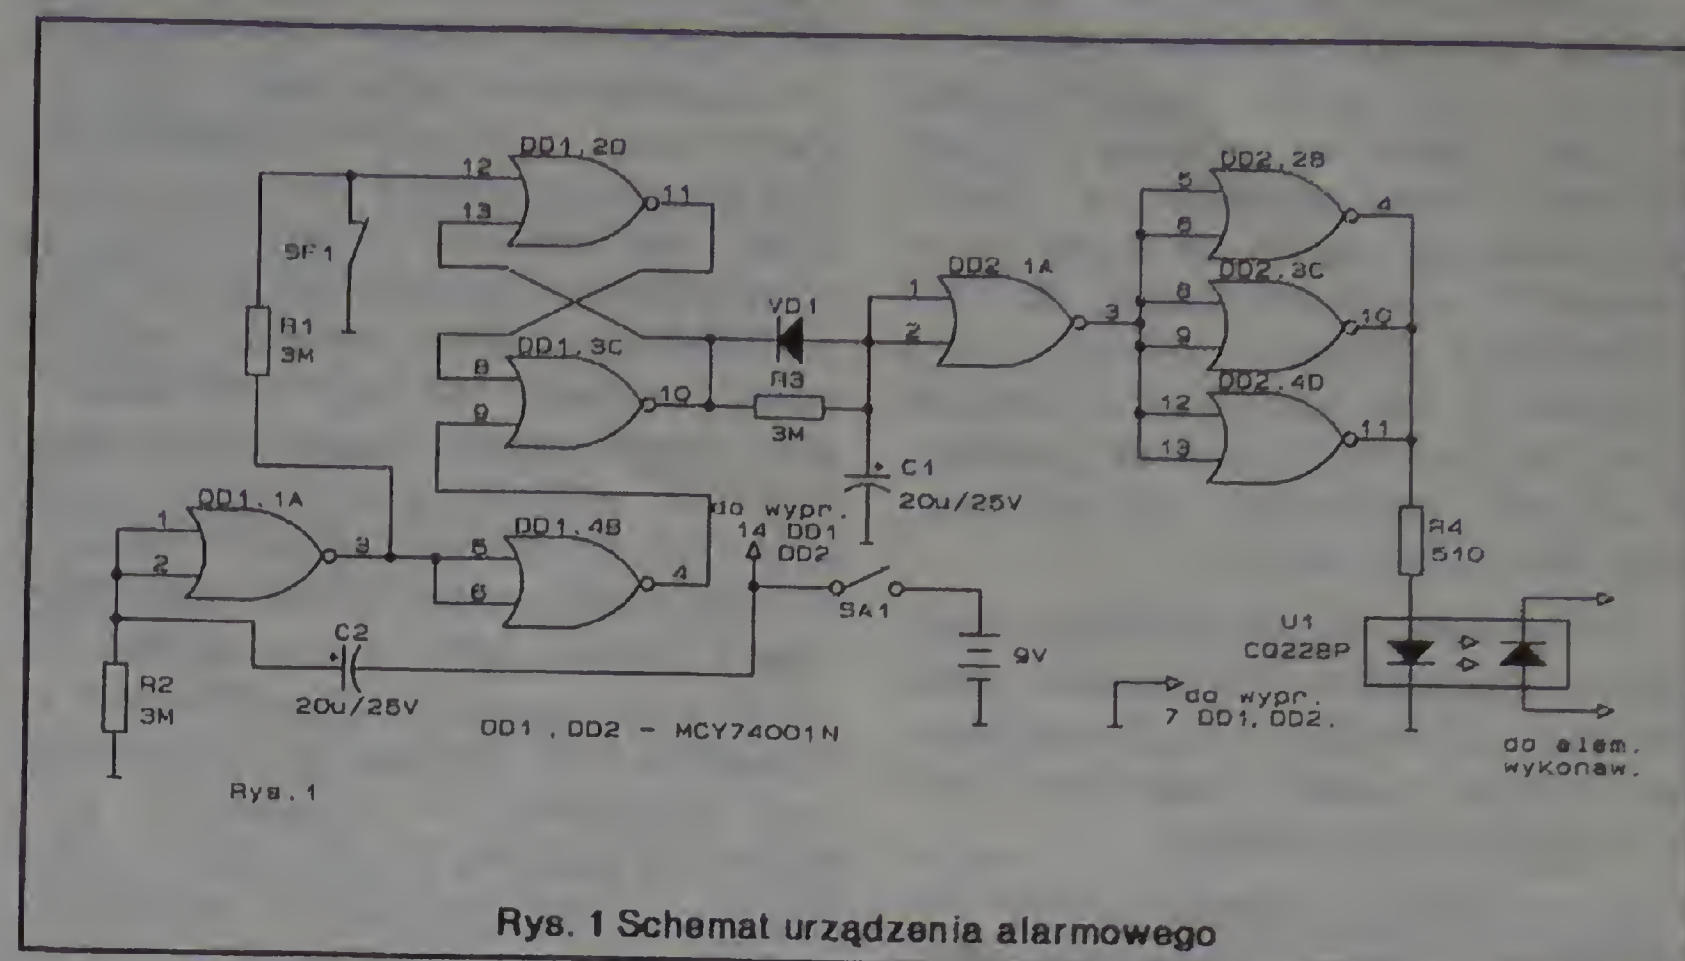 DD1.2D
12
11
13
SF1
R1
3M
DD1.3C
8
10
9
VD1
R3
3M
DD2.1A
1
2
3
DD2.2B
5
4
6
DD2.3C
8
10
9
DD2.4D
12
11
13
C1
20u/25V
DD1.1A
1
3
2
DD1.4B
5
4
6
do wypr.
14 DD1
DD2
SA1
9V
C2
20u/25V
R2
3M
R4
510
U1
CQ22BP
do wypr.
7 DD1,DD2.
do elem.
wykonaw.
DD1,DD2 - MCY74001N
Rys.1
Rys. 1 Schemat urządzenia alarmowego